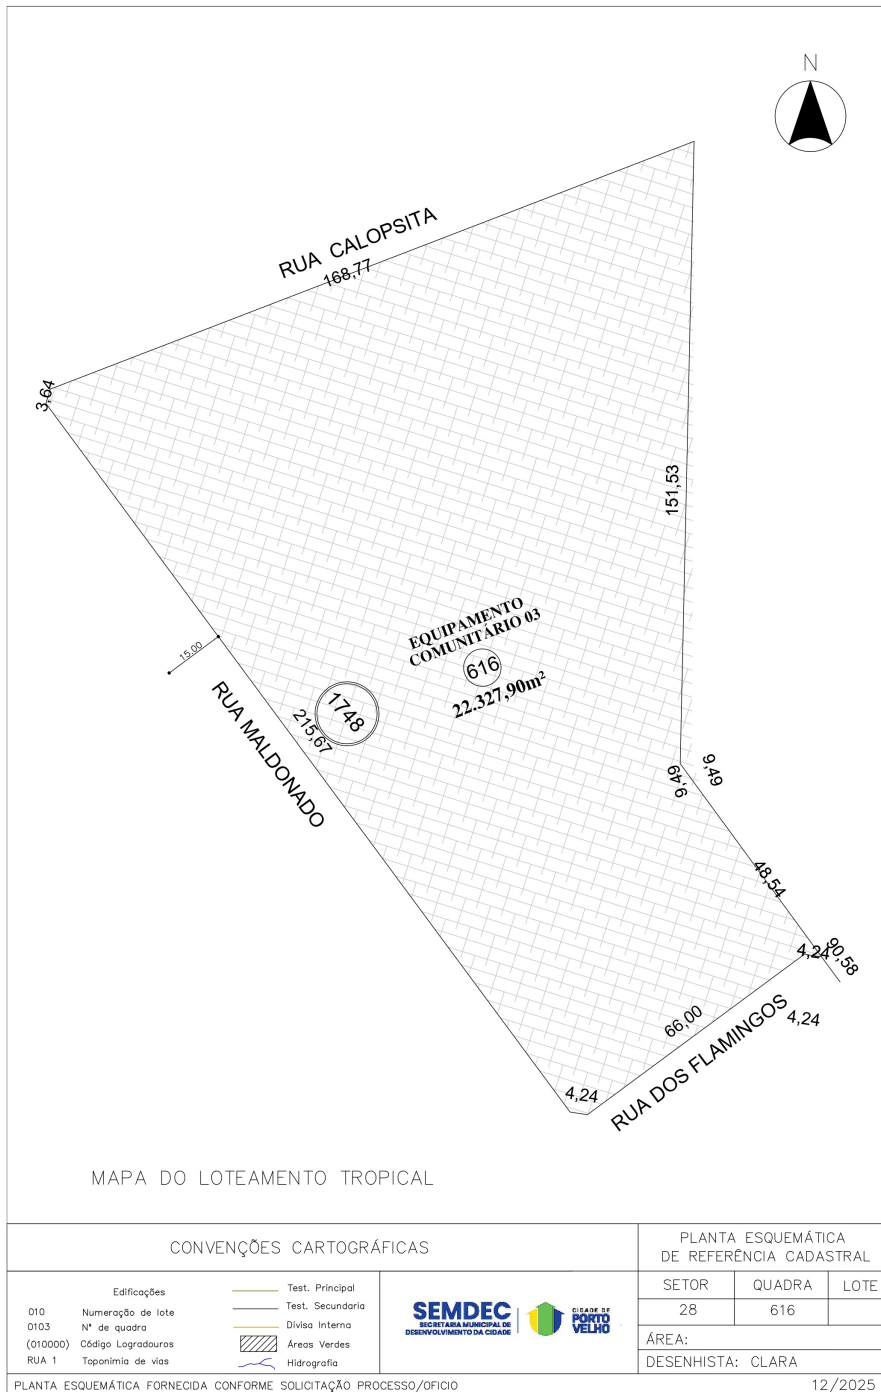 N
RUA CALOPSITA
168,77
3,64
151,53
15.00
EQUIPAMENTO
COMUNITÁRIO 03
616
22.327,90m²
1748
215,67
RUA MALDONADO
9,49
9,49
48,54
4,24
90,58
66,00
4,24
RUA DOS FLAMINGOS
4,24
MAPA DO LOTEAMENTO TROPICAL
CONVENÇÕES CARTOGRÁFICAS
PLANTA ESQUEMÁTICA
DE REFERÊNCIA CADASTRAL
Edificações
010 Numeração de lote
0103 N° de quadra
(010000) Código Logradouros
RUA 1 Toponimia de vias
Test. Principal
Test. Secundaria
Divisa Interna
Áreas Verdes
Hidrografia
SEMDEC
SECRETARIA MUNICIPAL DE
DESENVOLVIMENTO DA CIDADE
CIDADE DE
PORTO
VELHO
SETOR QUADRA LOTE
28 616
ÁREA:
DESENHISTA: CLARA
PLANTA ESQUEMÁTICA FORNECIDA CONFORME SOLICITAÇÃO PROCESSO/OFICIO
12/2025